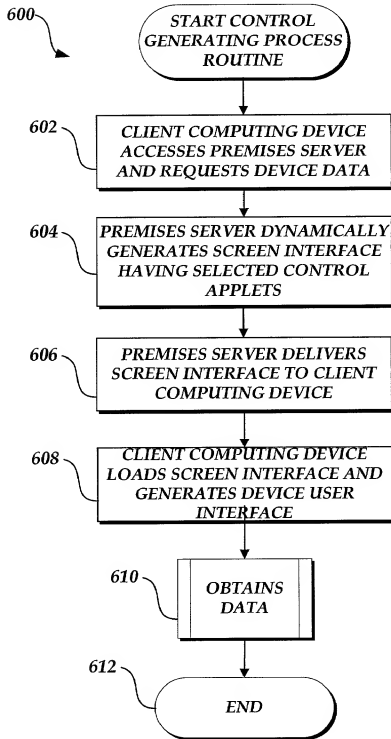 600
START CONTROL
GENERATING PROCESS
ROUTINE
602
CLIENT COMPUTING DEVICE
ACCESSES PREMISES SERVER
AND REQUESTS DEVICE DATA
604
PREMISES SERVER DYNAMICALLY
GENERATES SCREEN INTERFACE
HAVING SELECTED CONTROL
APPLETS
606
PREMISES SERVER DELIVERS
SCREEN INTERFACE TO CLIENT
COMPUTING DEVICE
608
CLIENT COMPUTING DEVICE
LOADS SCREEN INTERFACE AND
GENERATES DEVICE USER
INTERFACE
610
OBTAINS
DATA
612
END